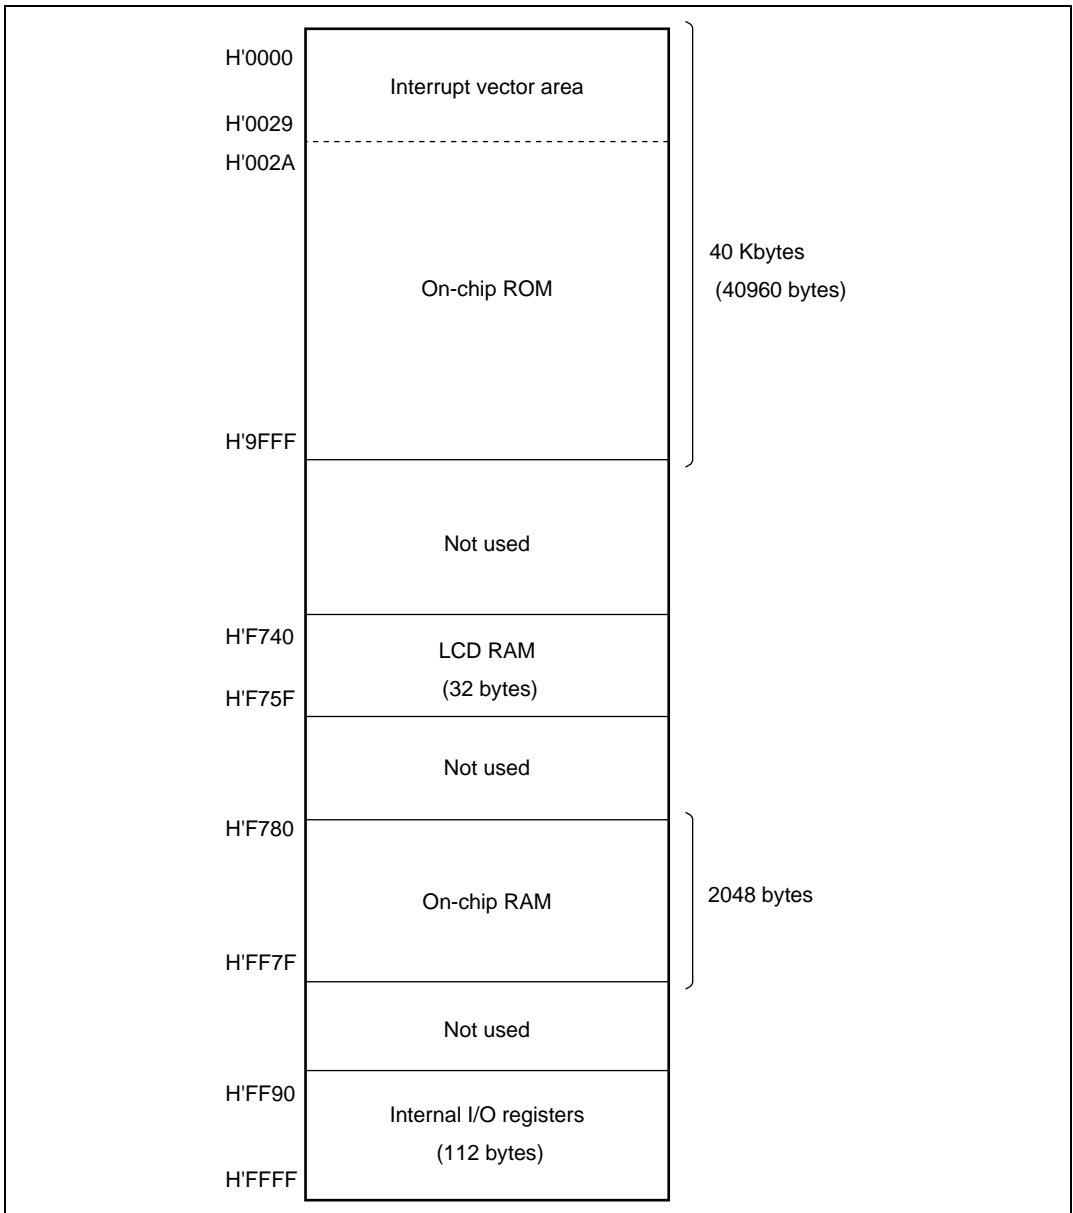 H'0000
Interrupt vector area
H'0029
H'002A
40 Kbytes
On-chip ROM
(40960 bytes)
H'9FFF
Not used
H'F740
LCD RAM
(32 bytes)
H'F75F
Not used
H'F780
On-chip RAM
2048 bytes
H'FF7F
Not used
H'FF90
Internal I/O registers
(112 bytes)
H'FFFF